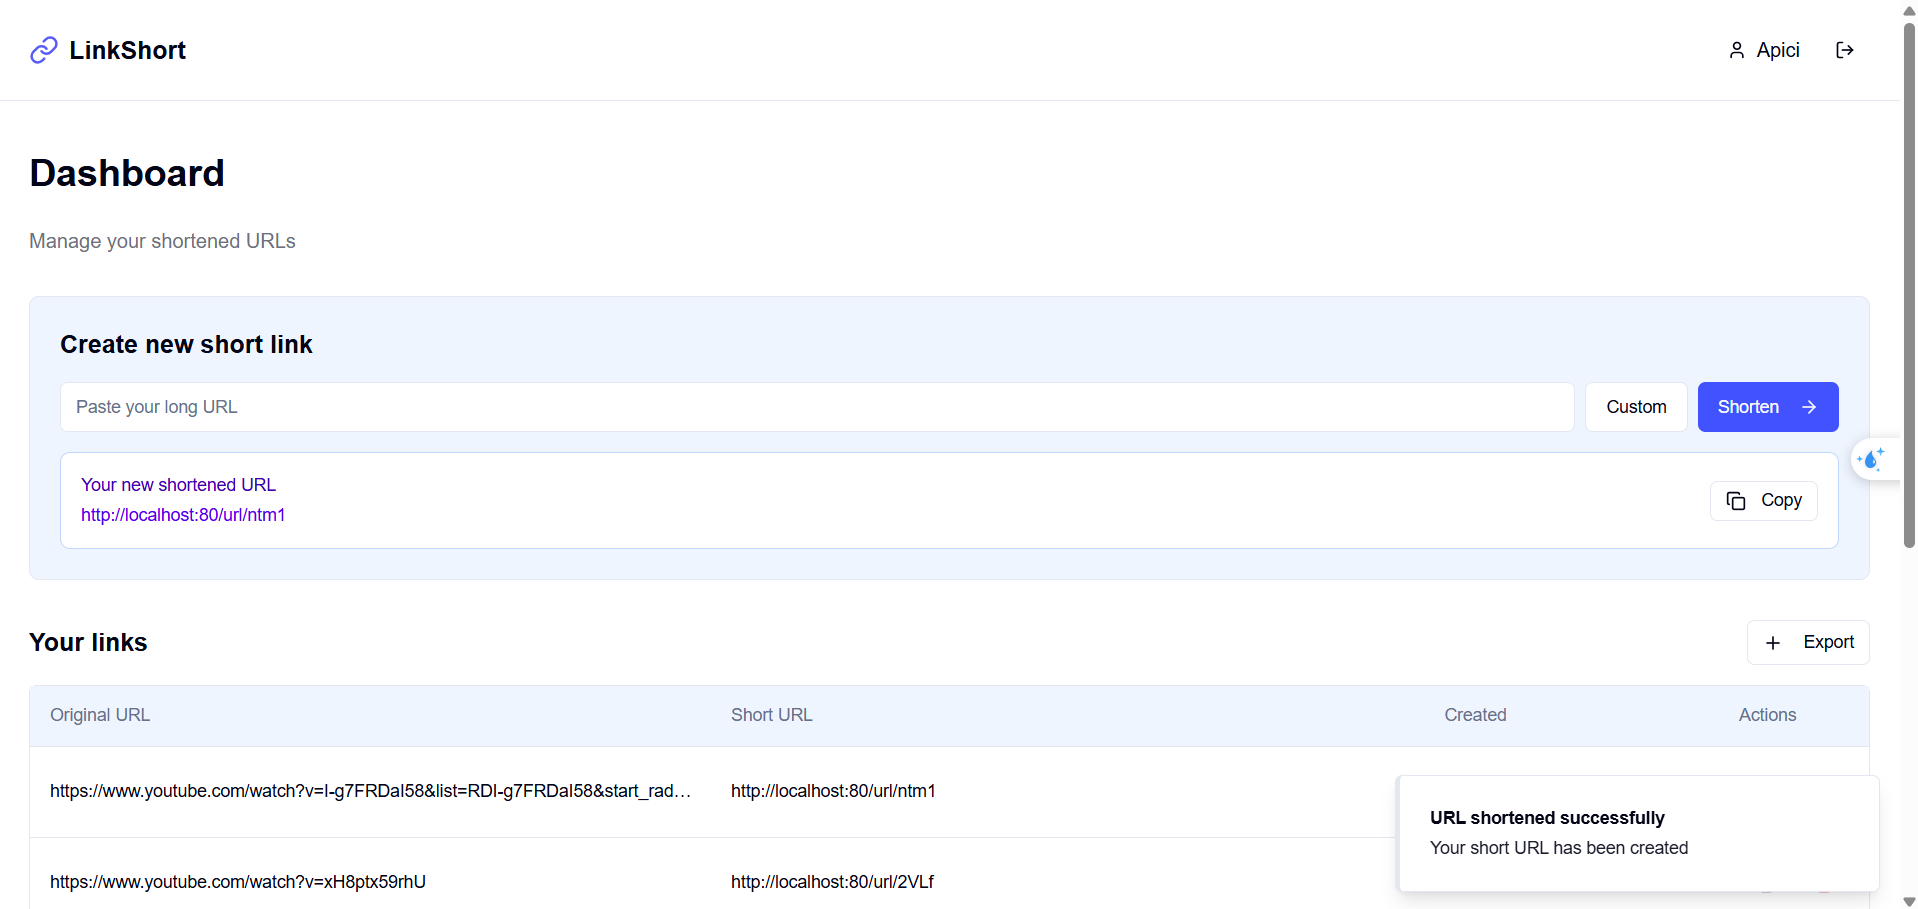 LinkShort
Apici
Dashboard
Manage your shortened URLs
Create new short link
Paste your long URL
Custom
Shorten
Your new shortened URL
http://localhost:80/url/ntm1
Copy
Your links
Export
Original URL Short URL Created Actions
https://www.youtube.com/watch?v=I-g7FRDaI58&list=RDI-g7FRDaI58&start_rad… http://localhost:80/url/ntm1
URL shortened successfully
Your short URL has been created
https://www.youtube.com/watch?v=xH8ptx59rhU http://localhost:80/url/2VLf